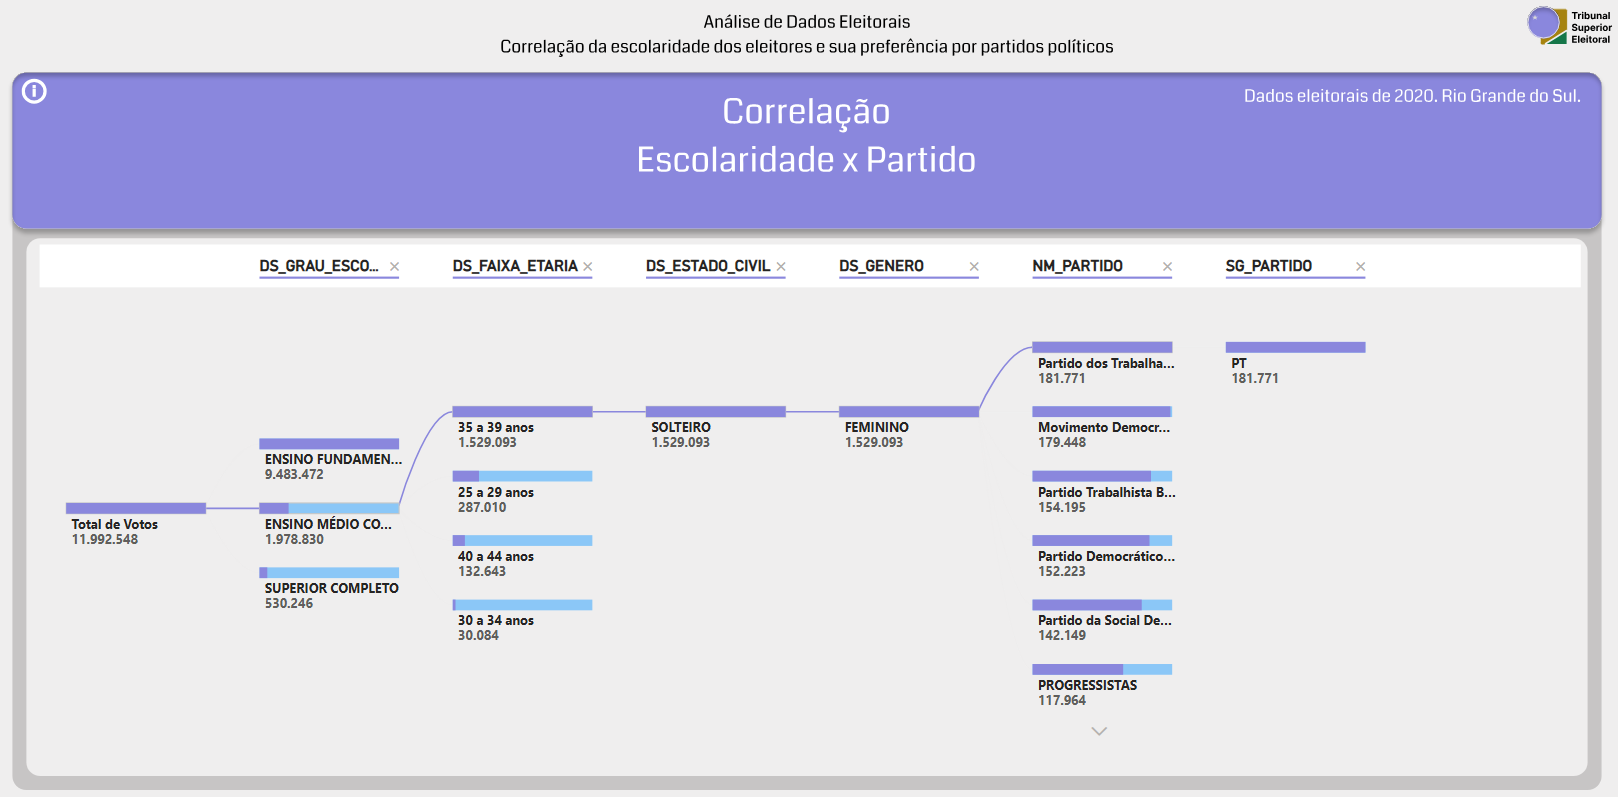 Análise de Dados Eleitorais
Correlação da escolaridade dos eleitores e sua preferência por partidos políticos
Tribunal
Superior
Eleitoral
Correlação
Escolaridade x Partido
Dados eleitorais de 2020. Rio Grande do Sul.
DS_GRAU_ESCO...
DS_FAIXA_ETARIA
DS_ESTADO_CIVIL
DS_GENERO
NM_PARTIDO
SG_PARTIDO
Total de Votos
11.992.548
ENSINO FUNDAMEN...
9.483.472
ENSINO MÉDIO CO...
1.978.830
SUPERIOR COMPLETO
530.246
35 a 39 anos
1.529.093
25 a 29 anos
287.010
40 a 44 anos
132.643
30 a 34 anos
30.084
SOLTEIRO
1.529.093
FEMININO
1.529.093
Partido dos Trabalha...
181.771
Movimento Democr...
179.448
Partido Trabalhista B...
154.195
Partido Democrático...
152.223
Partido da Social De...
142.149
PROGRESSISTAS
117.964
PT
181.771